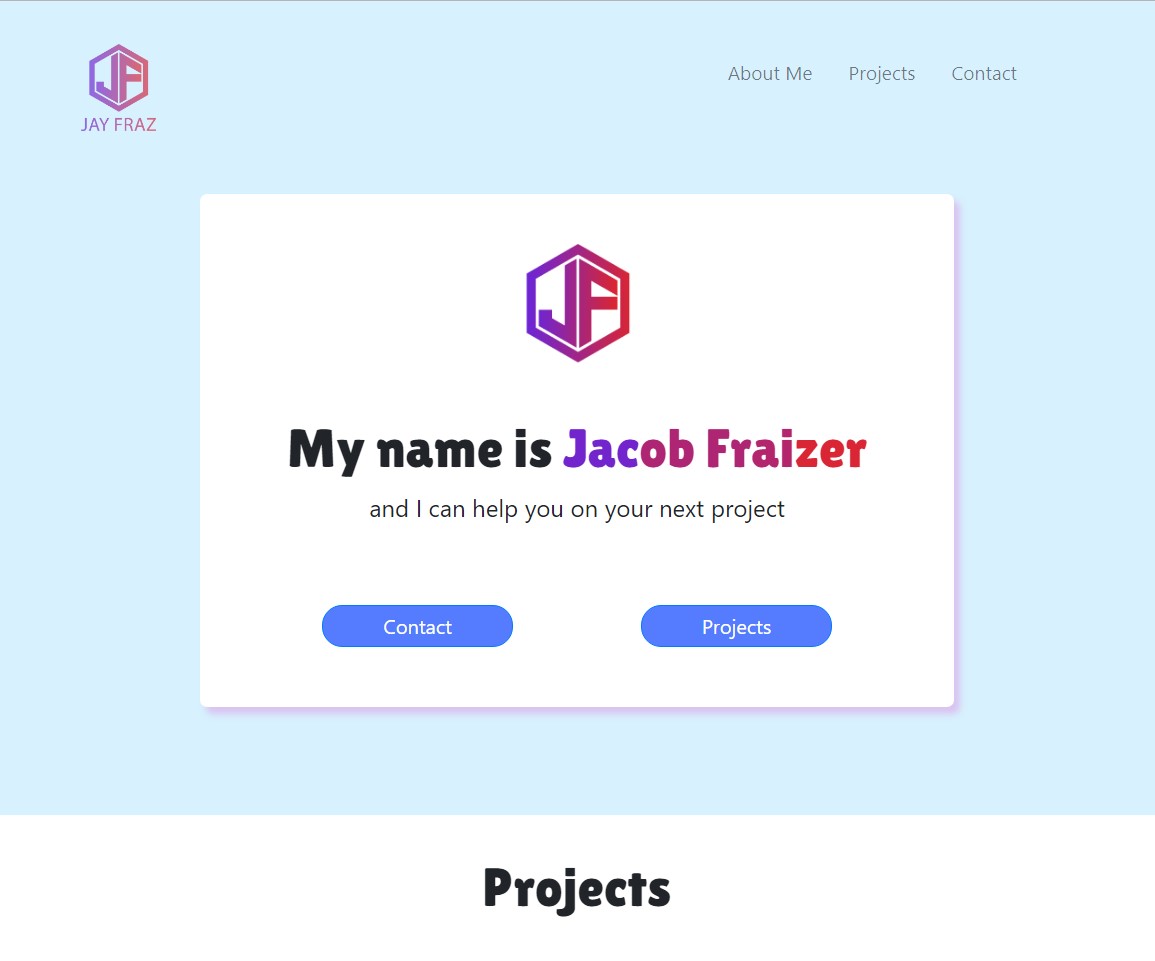 JF
JAY FRAZ
About Me Projects Contact
JF
My name is Jacob Fraizer
and I can help you on your next project
Contact Projects
Projects